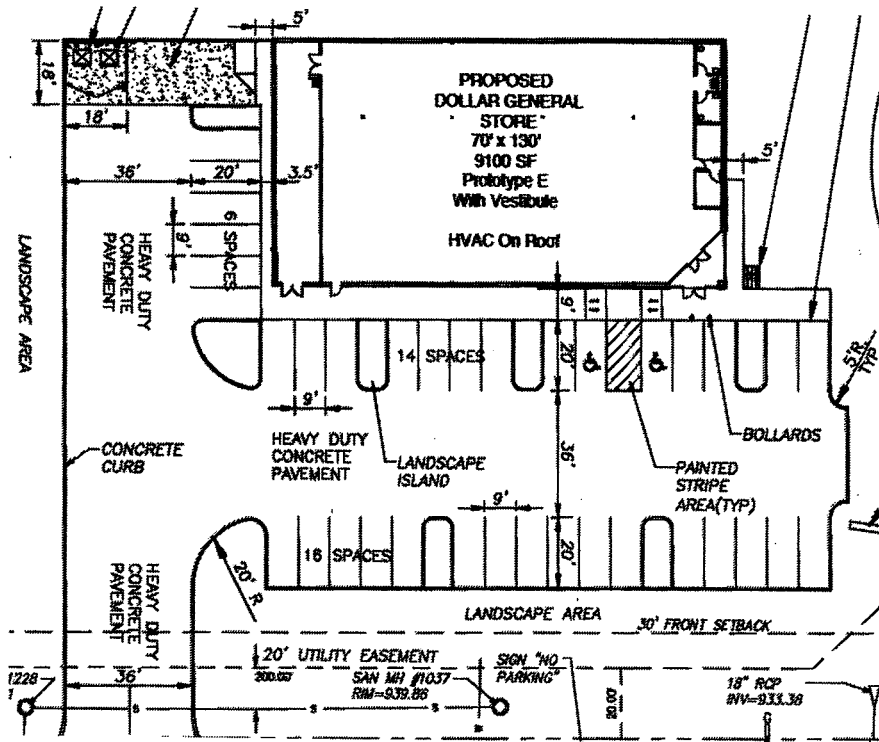 5'
18'
18'
PROPOSED
DOLLAR GENERAL
STORE
70' x 130'
9100 SF
Prototype E
With Vestibule
HVAC On Roof
36'
20'
3.5'
5'
6 SPACES
9'
HEAVY DUTY
CONCRETE
PAVEMENT
LANDSCAPE AREA
9'
20'
14 SPACES
5'R.
TYP
9'
HEAVY DUTY
CONCRETE
PAVEMENT
LANDSCAPE
ISLAND
36'
BOLLARDS
CONCRETE
CURB
PAINTED
STRIPE
AREA(TYP)
9'
16 SPACES
20'
20' R
HEAVY DUTY
CONCRETE
PAVEMENT
LANDSCAPE AREA
30' FRONT SETBACK
20' UTILITY EASEMENT
200.00'
SIGN "NO
PARKING"
1228
36'
SAN MH #1037
RIM=939.86
20.00'
18" RCP
INV=933.38
S
S
S